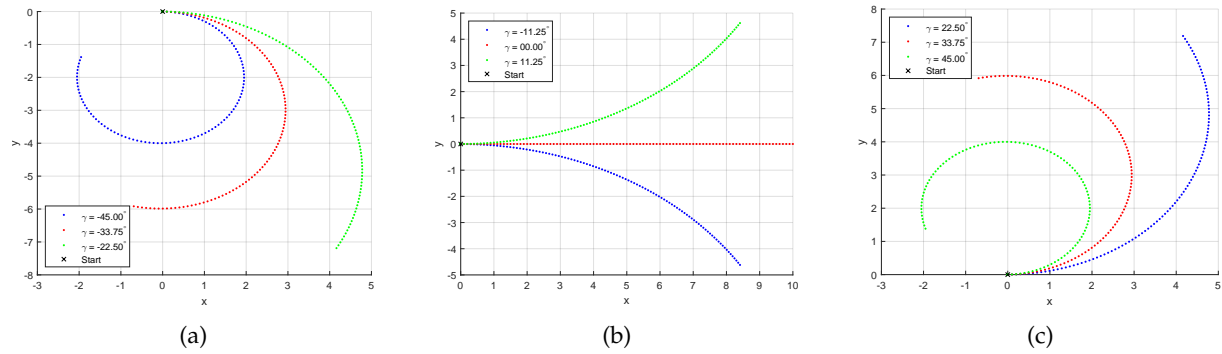 0
-1
-2
-3
-4
-5
-6
-7
-8
y
γ = -45.00°
γ = -33.75°
γ = -22.50°
Start
-3 -2 -1 0 1 2 3 4 5
x
(a)
5
4
3
2
1
0
-1
-2
-3
-4
-5
y
γ = -11.25°
γ = 00.00°
γ = 11.25°
Start
0 1 2 3 4 5 6 7 8 9 10
x
(b)
8
7
6
5
4
3
2
1
0
y
γ = 22.50°
γ = 33.75°
γ = 45.00°
Start
-3 -2 -1 0 1 2 3 4 5
x
(c)